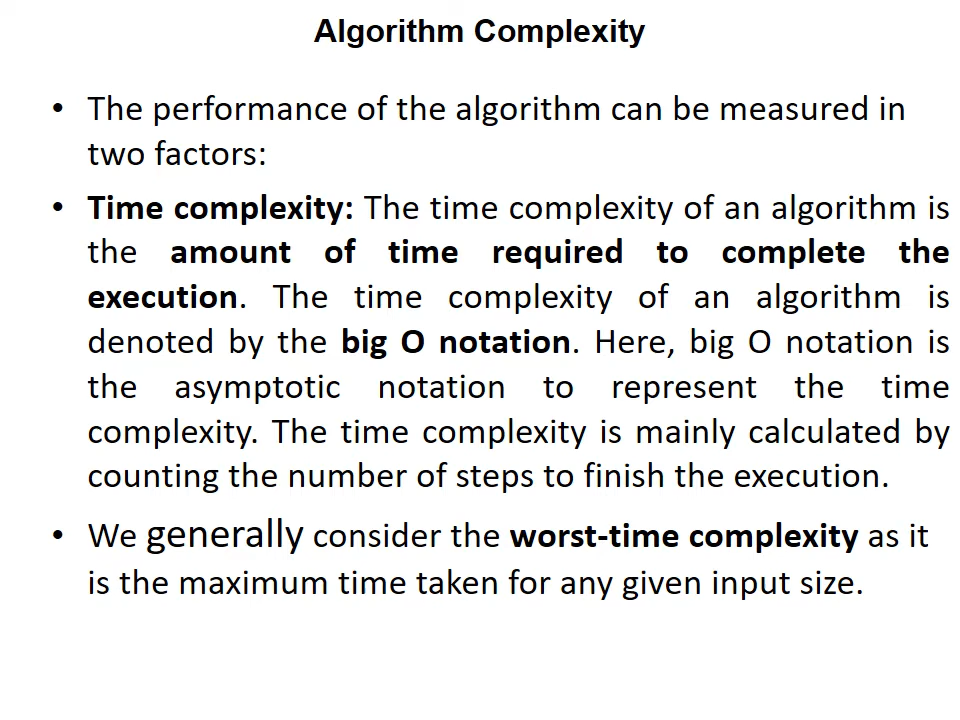 Algorithm Complexity
• The performance of the algorithm can be measured in
two factors:
• Time complexity: The time complexity of an algorithm is
the amount of time required to complete the
execution. The time complexity of an algorithm is
denoted by the big O notation. Here, big O notation is
the asymptotic notation to represent the time
complexity. The time complexity is mainly calculated by
counting the number of steps to finish the execution.
• We generally consider the worst-time complexity as it
is the maximum time taken for any given input size.